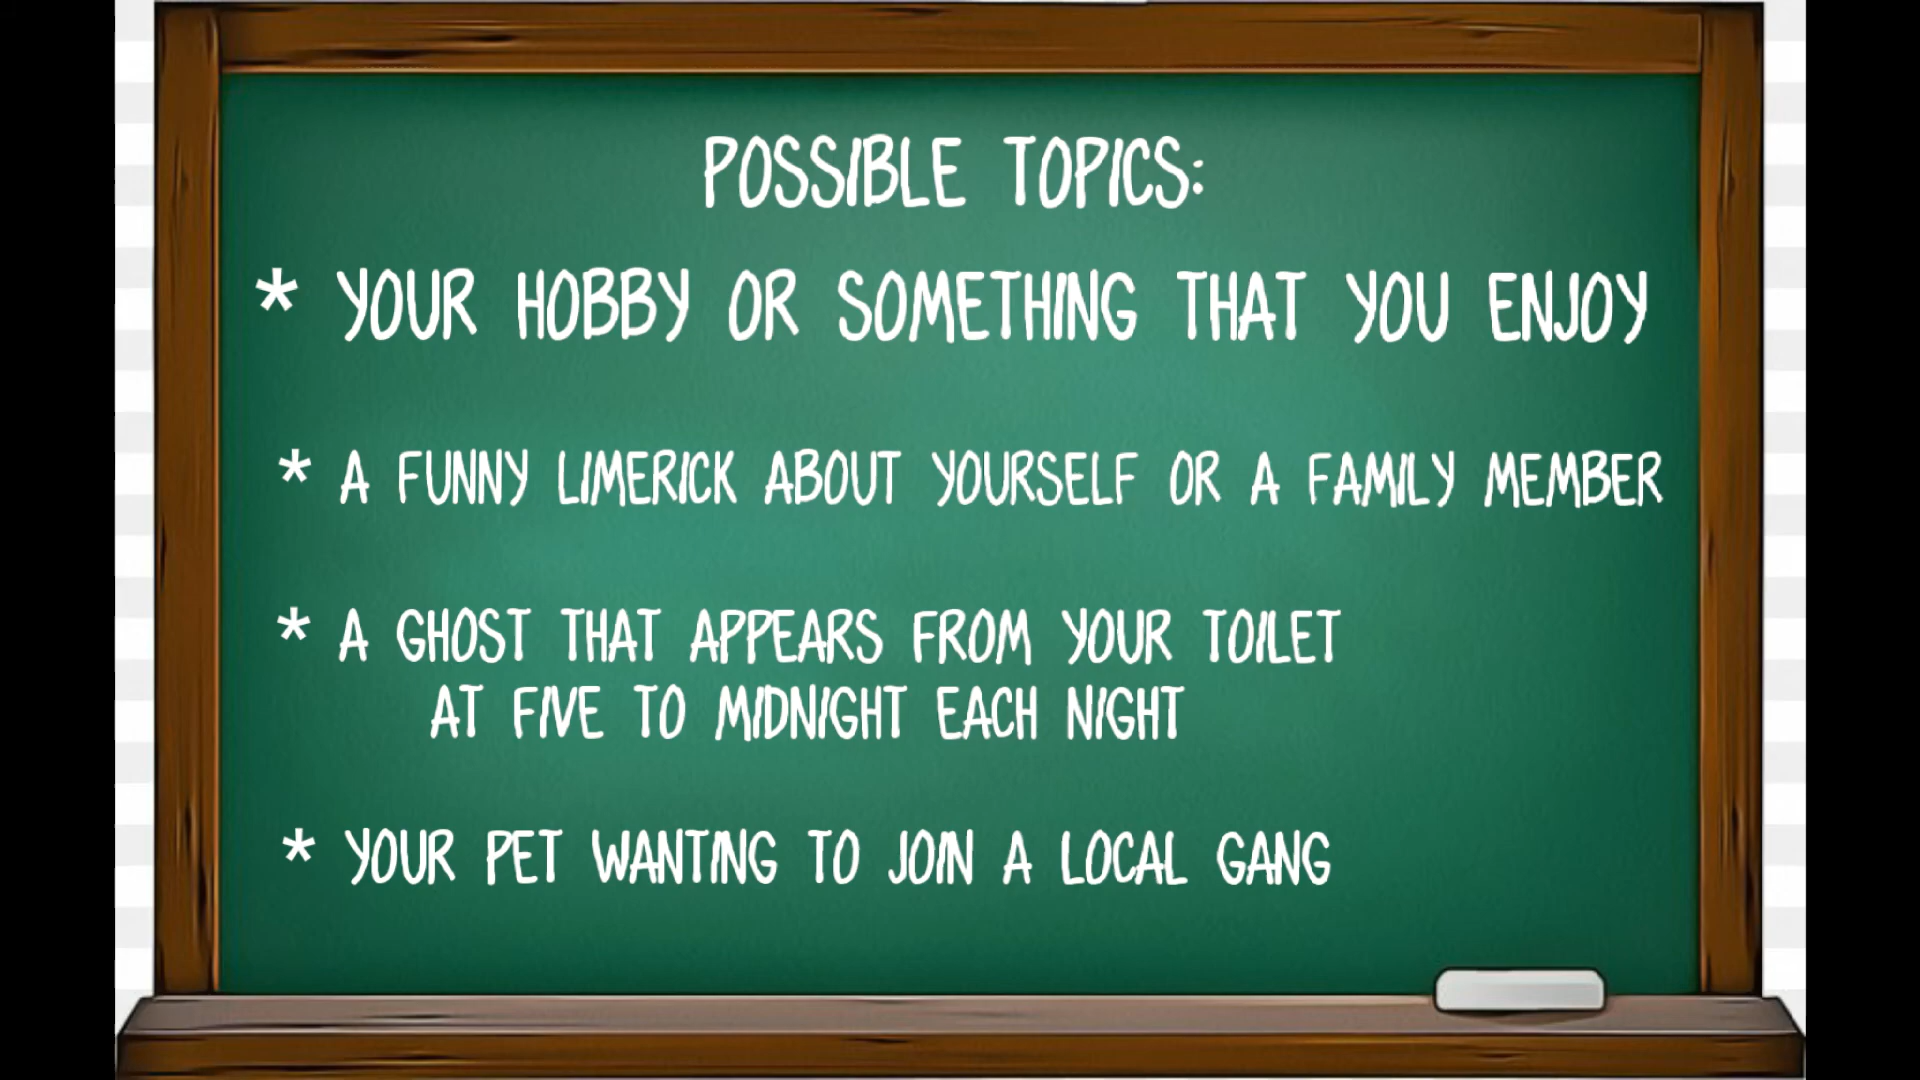 POSSIBLE TOPICS:
* YOUR HOBBY OR SOMETHING THAT YOU ENJOY
* A FUNNY LIMERICK ABOUT YOURSELF OR A FAMILY MEMBER
* A GHOST THAT APPEARS FROM YOUR TOILET
AT FIVE TO MIDNIGHT EACH NIGHT
* YOUR PET WANTING TO JOIN A LOCAL GANG